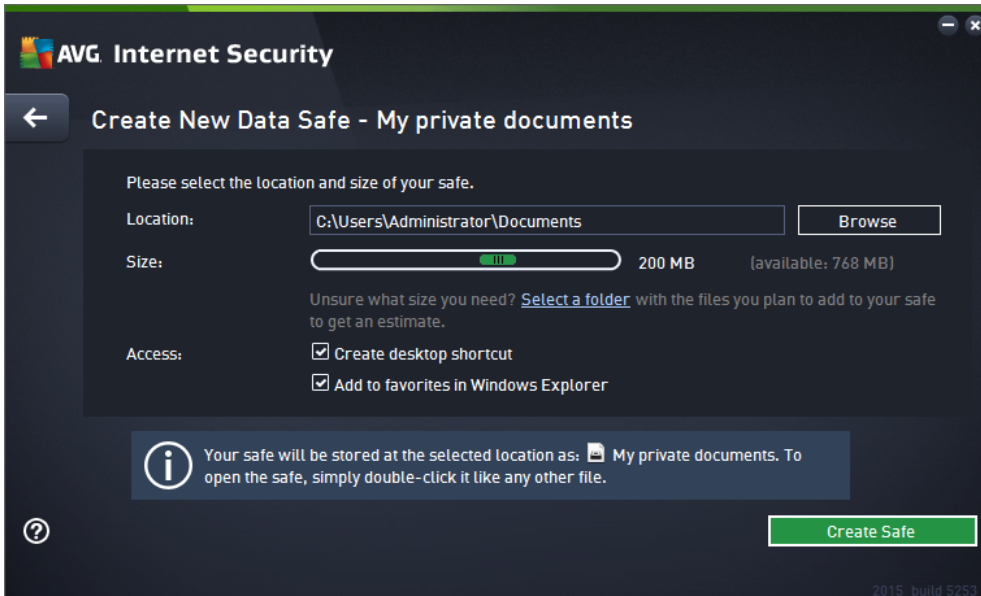 AVG. Internet Security
Create New Data Safe - My private documents
Please select the location and size of your safe.
Location:
C:\Users\Administrator\Documents
Browse
Size:
200 MB
(available: 768 MB)
Unsure what size you need? Select a folder with the files you plan to add to your safe
to get an estimate.
Access:
Create desktop shortcut
Add to favorites in Windows Explorer
Your safe will be stored at the selected location as: My private documents. To
open the safe, simply double-click it like any other file.
Create Safe
2015 build 5253